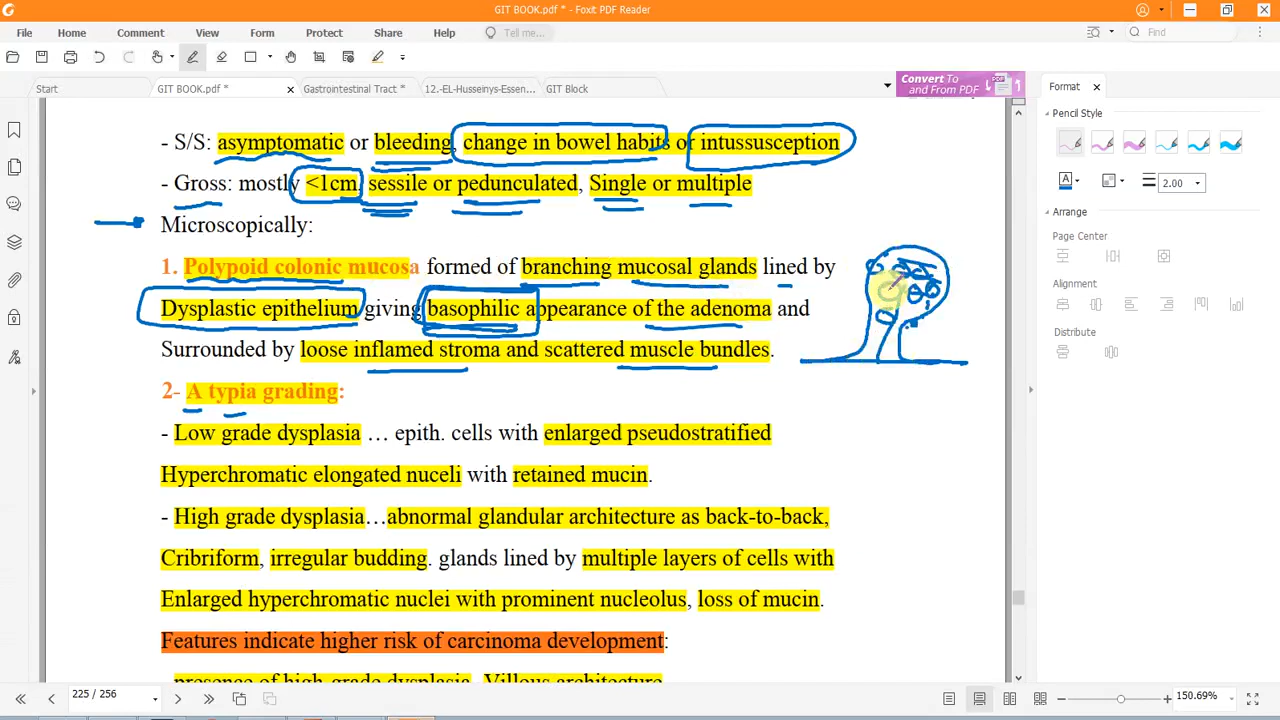 GIT BOOK.pdf * - Foxit PDF Reader
File Home Comment View Form Protect Share Help Tell me... Find
Start GIT BOOK.pdf * Gastrointestinal Tract * 12.-EL-Husseinys-Essen... GIT Block Convert To and From PDF
Format
Pencil Style
2.00
Arrange
Page Center
Alignment
Distribute
- S/S: asymptomatic or bleeding, change in bowel habits or intussusception
- Gross: mostly <1cm, sessile or pedunculated, Single or multiple
Microscopically:
1. Polypoid colonic mucosa formed of branching mucosal glands lined by
Dysplastic epithelium giving basophilic appearance of the adenoma and
Surrounded by loose inflamed stroma and scattered muscle bundles.
2- A typia grading:
- Low grade dysplasia … epith. cells with enlarged pseudostratified
Hyperchromatic elongated nuceli with retained mucin.
- High grade dysplasia…abnormal glandular architecture as back-to-back,
Cribriform, irregular budding. glands lined by multiple layers of cells with
Enlarged hyperchromatic nuclei with prominent nucleolus, loss of mucin.
Features indicate higher risk of carcinoma development:
presence of high-grade dysplasia, Villous architecture
225 / 256
150.69%